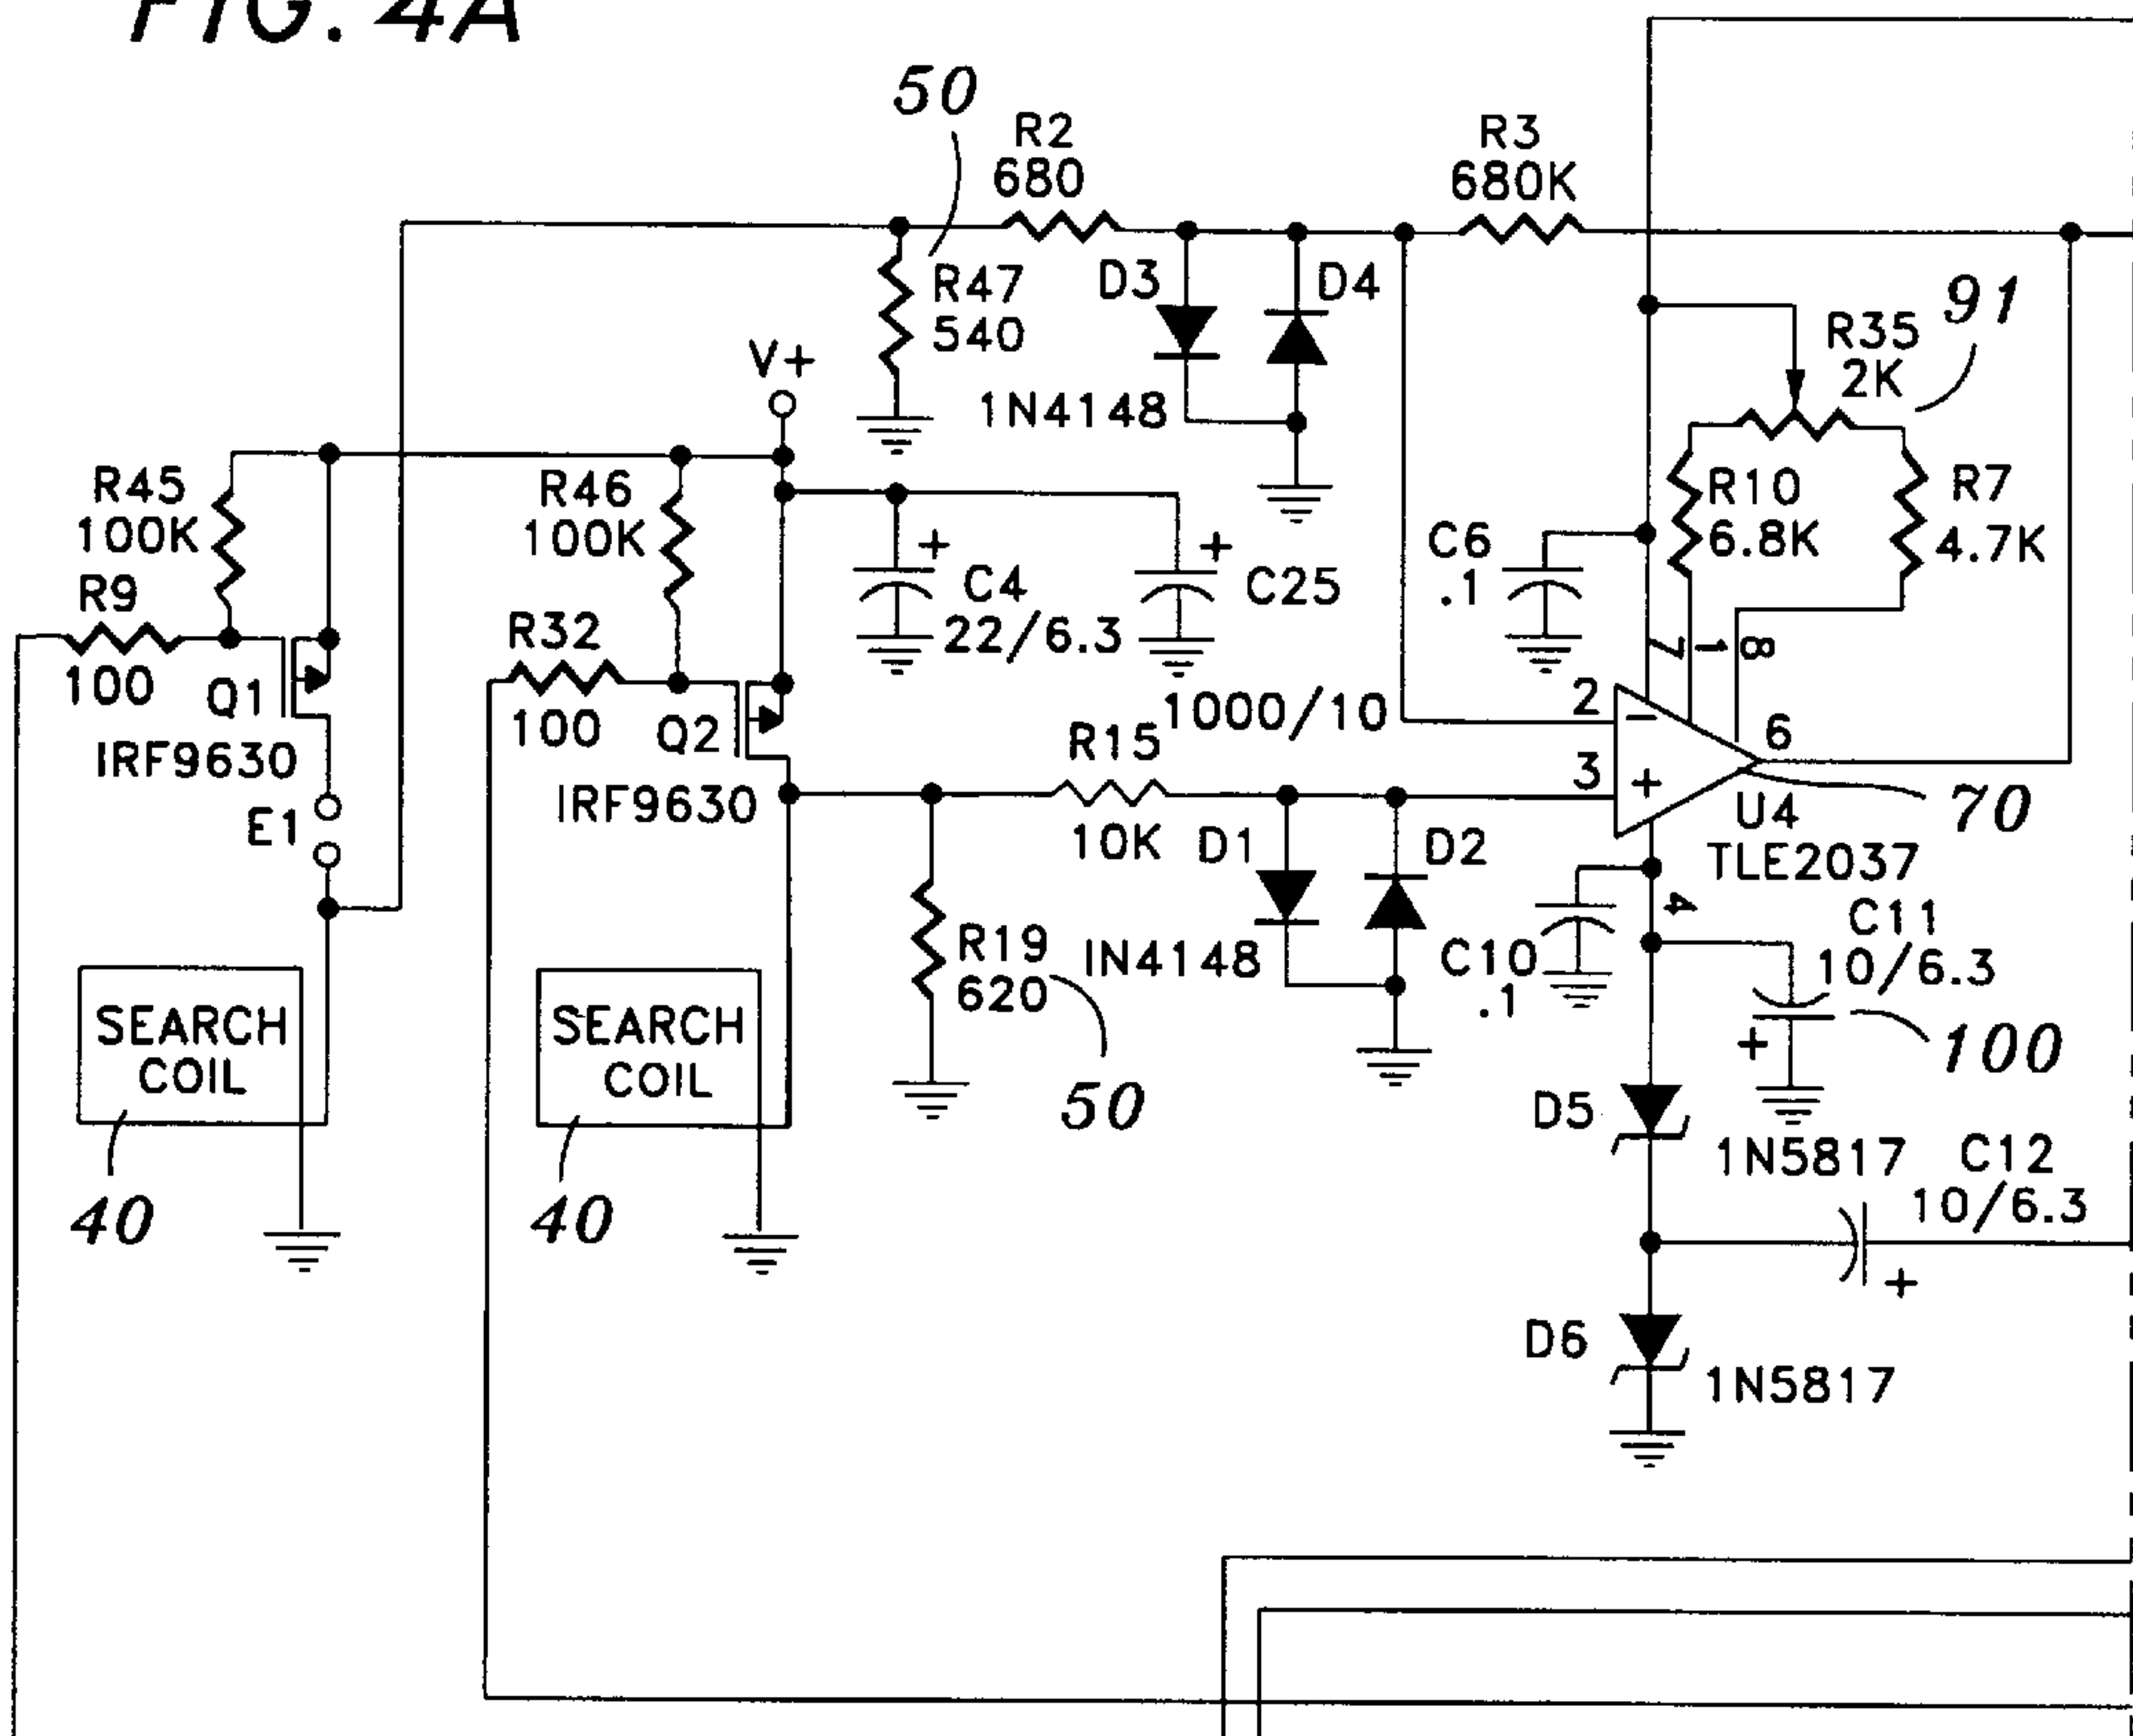 FIG. 4A
50
R2
680
R3
680K
R47
540
D3
D4
1N4148
91
R35
2K
V+
R45
100K
R46
100K
R10
6.8K
R7
4.7K
C6
.1
R9
100
Q1
IRF9630
R32
100
Q2
IRF9630
+
C4
22/6.3
+
C25
1000/10
7
1
8
2
−
6
3
+
U4
TLE2037
70
E1
R15
10K
D1
D2
IN4148
R19
620
50
4
C10
.1
C11
10/6.3
+
100
SEARCH
COIL
40
SEARCH
COIL
40
D5
1N5817
C12
10/6.3
+
D6
1N5817